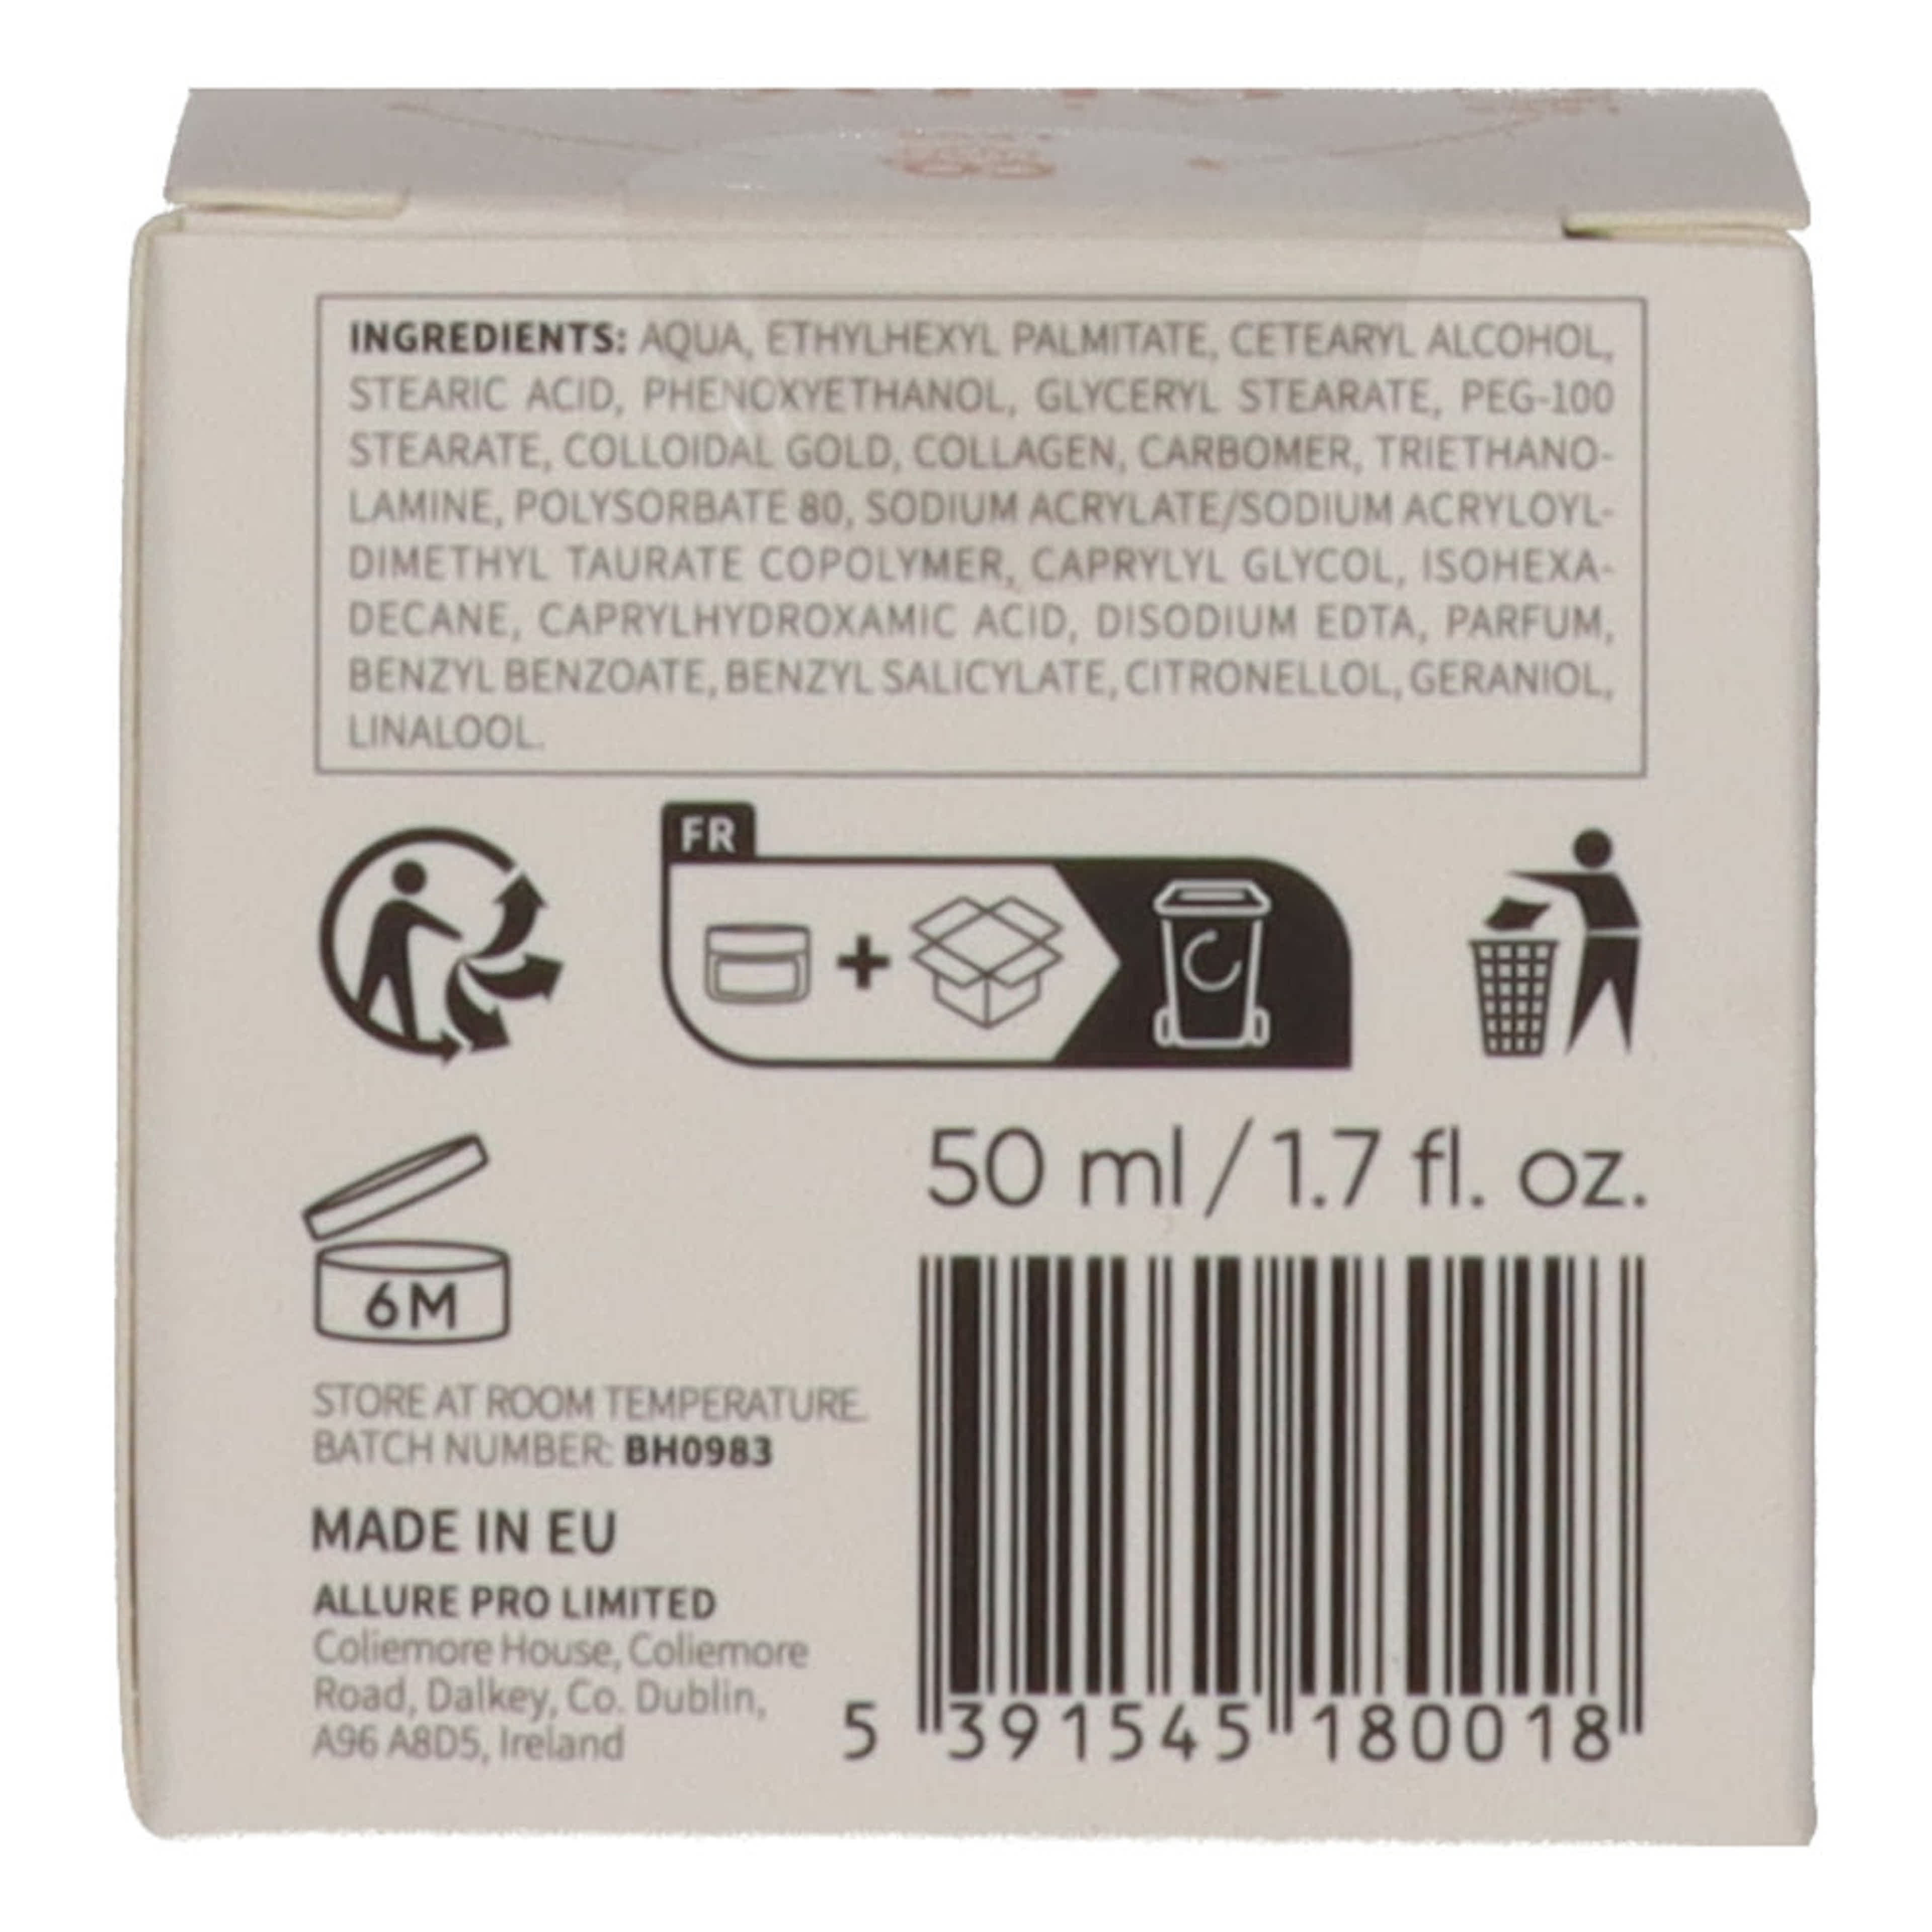 INGREDIENTS: AQUA, ETHYLHEXYL PALMITATE, CETEARYL ALCOHOL,
STEARIC ACID, PHENOXYETHANOL, GLYCERYL STEARATE, PEG-100
STEARATE, COLLOIDAL GOLD, COLLAGEN, CARBOMER, TRIETHANO-
LAMINE, POLYSORBATE 80, SODIUM ACRYLATE/SODIUM ACRYLOYL-
DIMETHYL TAURATE COPOLYMER, CAPRYLYL GLYCOL, ISOHEXA-
DECANE, CAPRYLHYDROXAMIC ACID, DISODIUM EDTA, PARFUM,
BENZYL BENZOATE, BENZYL SALICYLATE, CITRONELLOL, GERANIOL,
LINALOOL.
FR
+
50 ml / 1.7 fl. oz.
6M
STORE AT ROOM TEMPERATURE.
BATCH NUMBER: BH0983
MADE IN EU
ALLURE PRO LIMITED
Coliemore House, Coliemore
Road, Dalkey, Co. Dublin,
A96 A8D5, Ireland
5 391545 180018